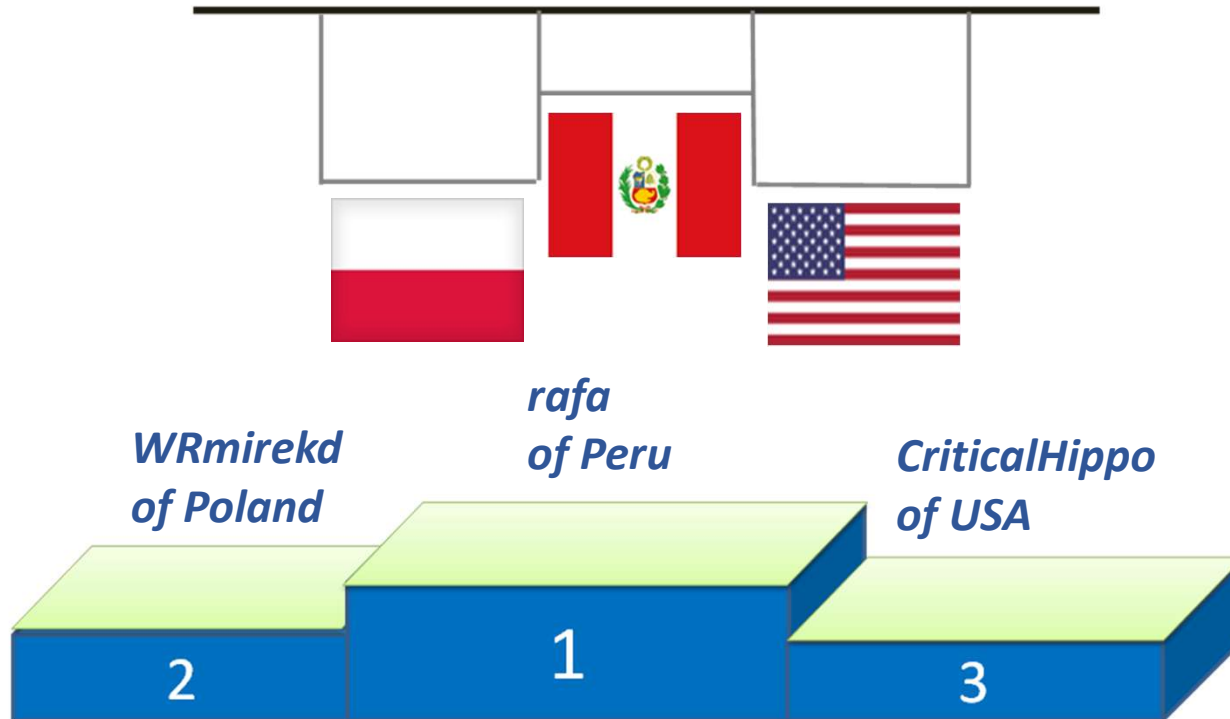 rafa
of Peru
WRmirekd
of Poland
CriticalHippo
of USA
2
1
3